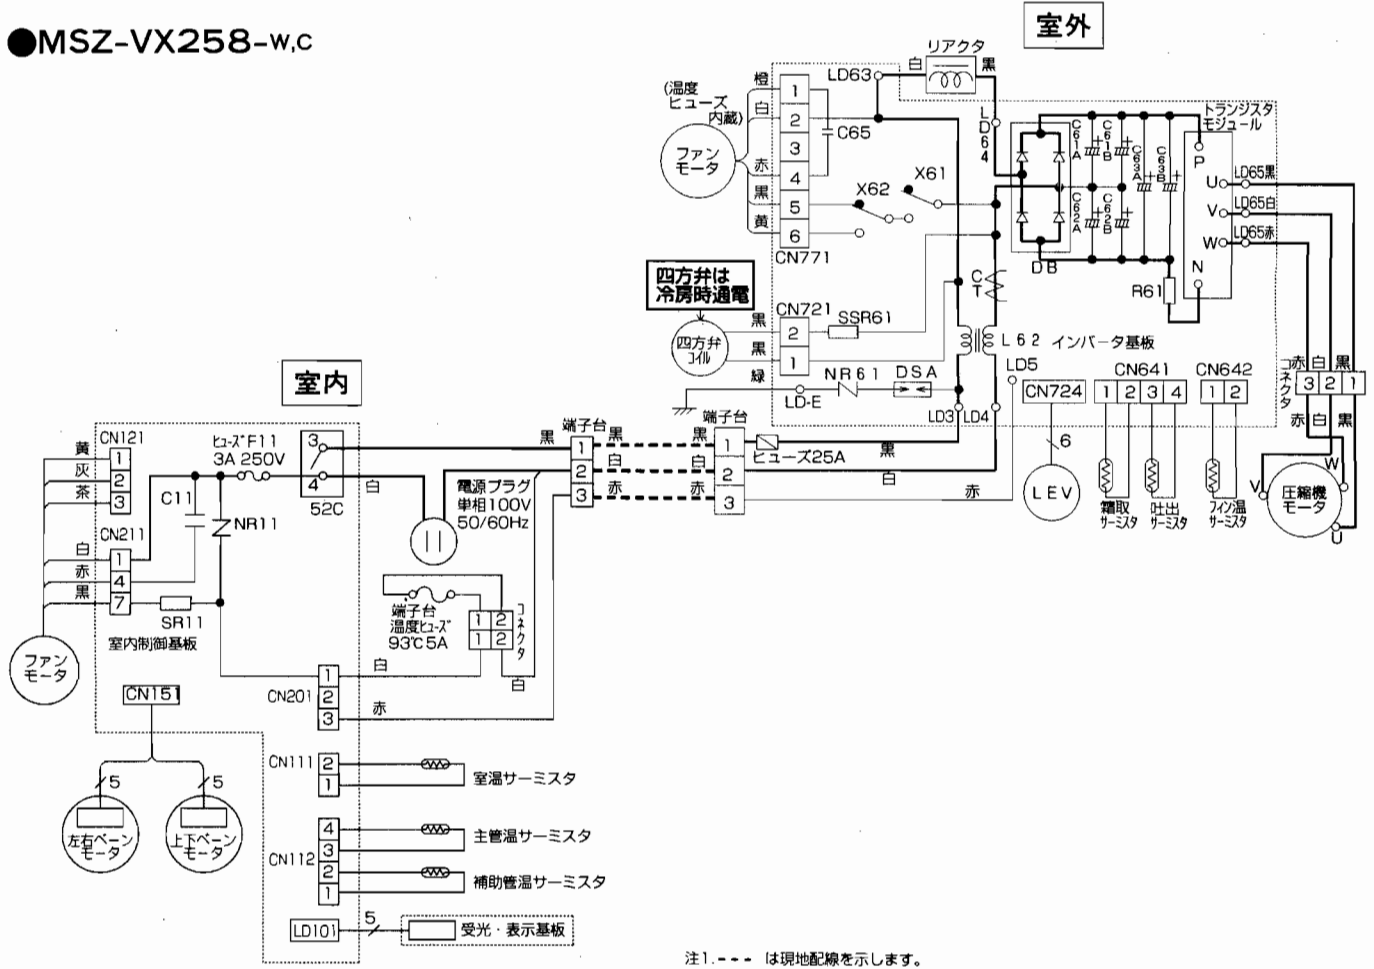 ●MSZ-VX258-W,C
室外
リアクタ
白
黒
LD63
(温度
ヒューズ
内蔵)
橙
白
赤
黒
黄
1
2
3
4
5
6
C65
ファン
モータ
X62
X61
CN771
LD64
C61A
C61B
C62A
C62B
C63A
C63B
トランジスタ
モジュール
P
U
V
W
N
LD65黒
LD65白
LD65赤
DB
R61
四方弁は
冷房時通電
CN721
2
1
黒
黒
緑
四方弁
コイル
SSR61
CT
L62
インバータ基板
NR61
DSA
LD-E
LD5
LD3
LD4
CN724
6
LEV
CN641
1 2 3 4
CN642
1 2
霜取
サーミスタ
吐出
サーミスタ
フィン温
サーミスタ
コネクタ
赤 白 黒
3 2 1
赤 白 黒
W
V
U
圧縮機
モータ
室内
CN121
黄
灰
茶
1
2
3
ヒューズF11
3A 250V
3
4
52C
黒
白
C11
NR11
CN211
白
赤
黒
1
4
7
SR11
室内制御基板
ファン
モータ
電源プラグ
単相100V
50/60Hz
端子台
1
2
3
黒
白
赤
端子台
黒
白
赤
1
2
3
ヒューズ25A
黒
白
赤
端子台
温度ヒューズ
93℃5A
1 2
1 2
コネクタ
白
白
CN201
1
2
3
赤
CN151
5
5
左右ベーン
モータ
上下ベーン
モータ
CN111
2
1
室温サーミスタ
CN112
4
3
2
1
主管温サーミスタ
補助管温サーミスタ
LD101
5
受光・表示基板
注1.--- は現地配線を示します。